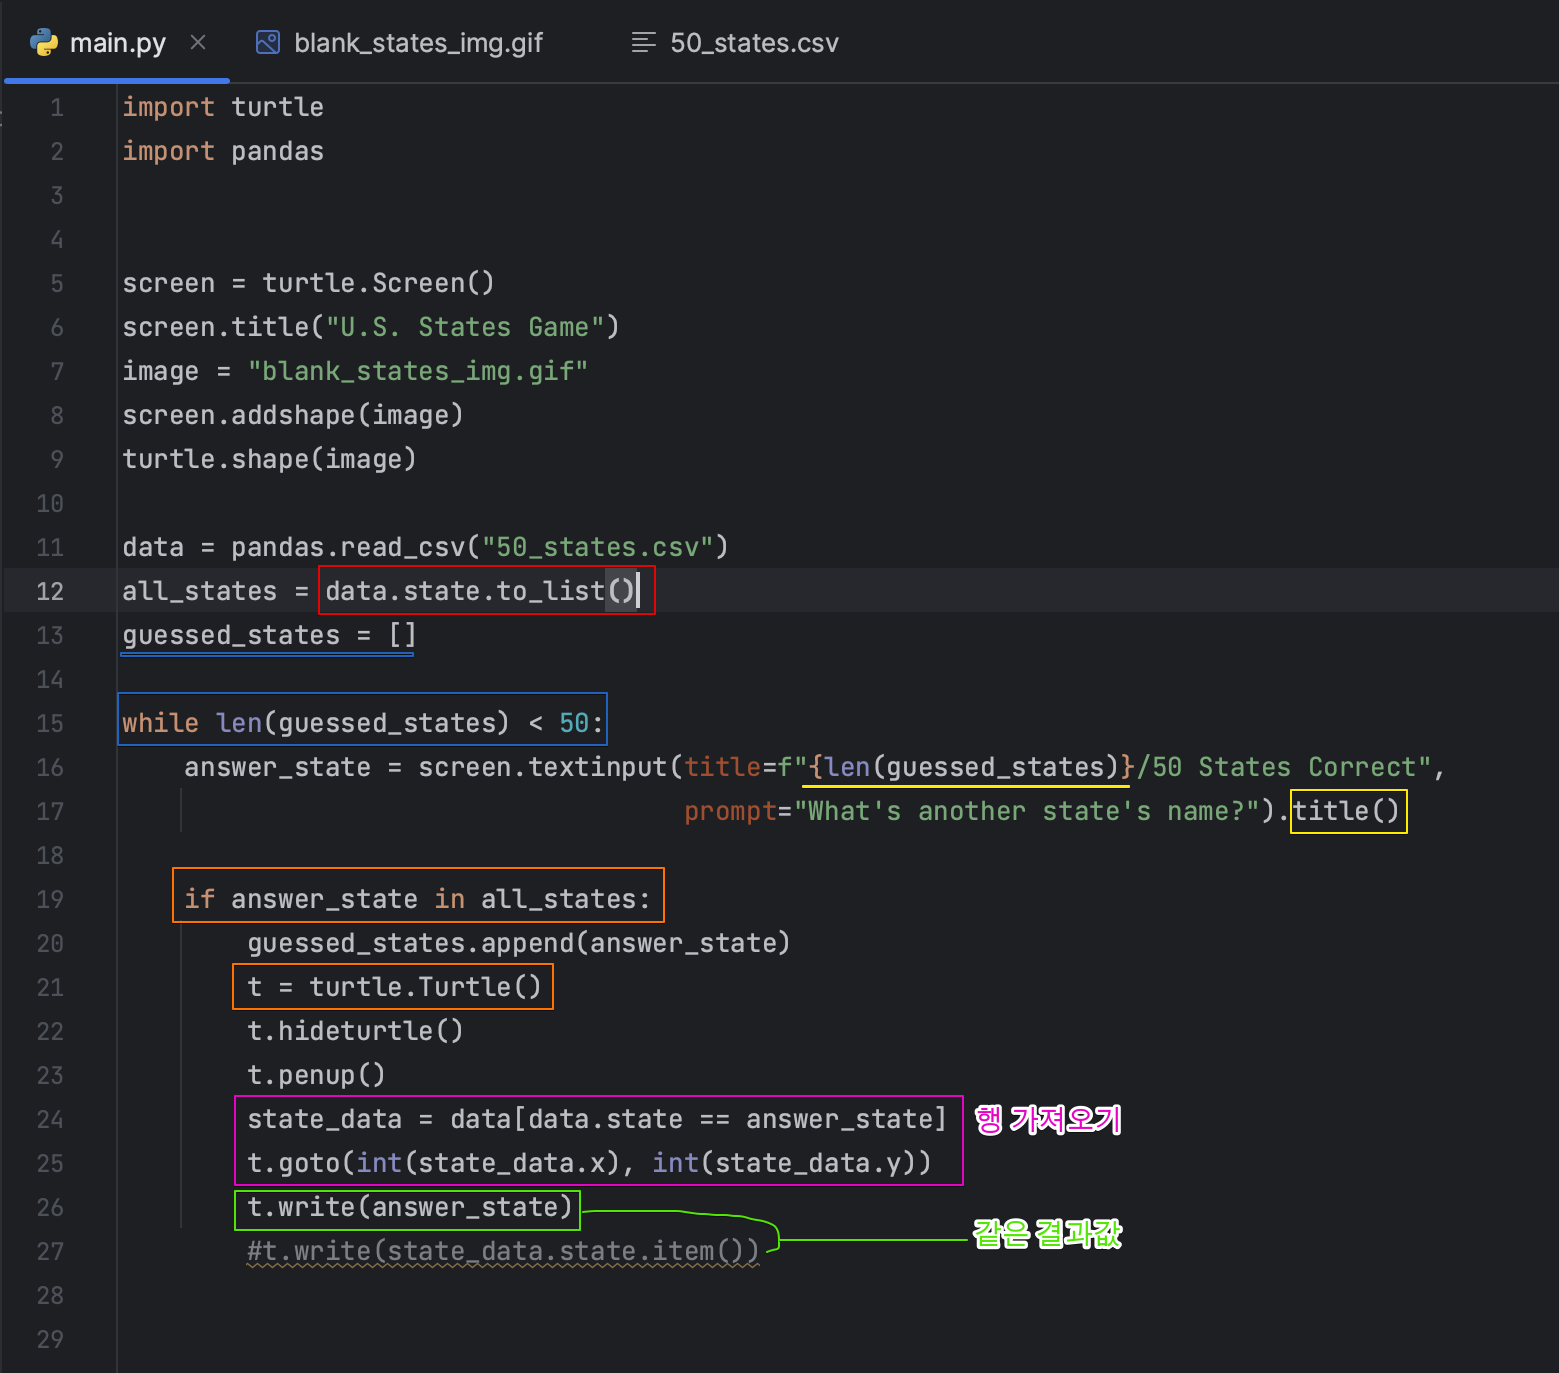 main.py
blank_states_img.gif
50_states.csv
1 import turtle
2 import pandas
3
4
5 screen = turtle.Screen()
6 screen.title("U.S. States Game")
7 image = "blank_states_img.gif"
8 screen.addshape(image)
9 turtle.shape(image)
10
11 data = pandas.read_csv("50_states.csv")
12 all_states = data.state.to_list()
13 guessed_states = []
14
15 while len(guessed_states) < 50:
16     answer_state = screen.textinput(title=f"{len(guessed_states)}/50 States Correct",
17                                     prompt="What's another state's name?").title()
18
19     if answer_state in all_states:
20         guessed_states.append(answer_state)
21         t = turtle.Turtle()
22         t.hideturtle()
23         t.penup()
24         state_data = data[data.state == answer_state] 행 가져오기
25         t.goto(int(state_data.x), int(state_data.y))
26         t.write(answer_state)
같은 결과값
27         #t.write(state_data.state.item())
28
29